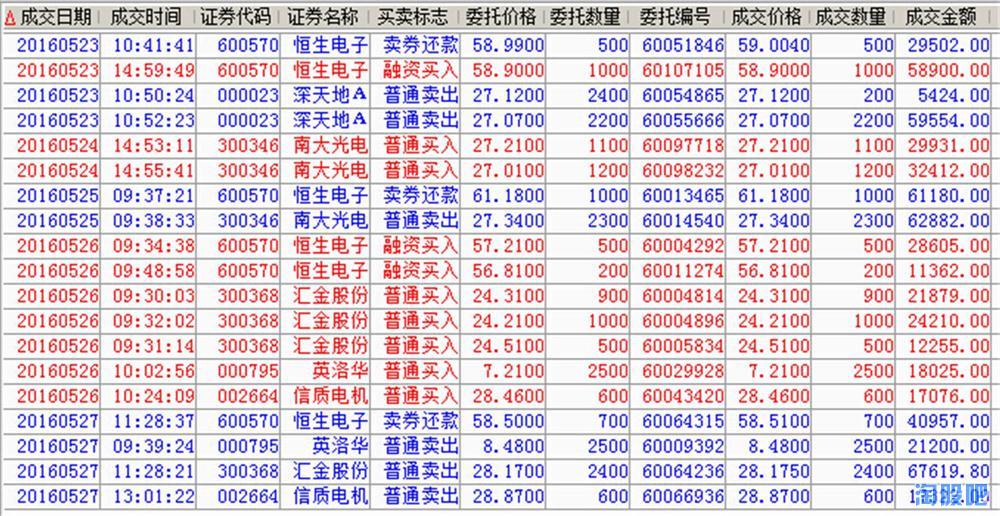 △成交日期 成交时间 证券代码 证券名称 买卖标志 委托价格 委托数量 委托编号 成交价格 成交数量 成交金额
20160523 10:41:41 600570 恒生电子 卖券还款 58.9900 500 60051846 59.0040 500 29502.00
20160523 14:59:49 600570 恒生电子 融资买入 58.9000 1000 60107105 58.9000 1000 58900.00
20160523 10:50:24 000023 深天地A 普通卖出 27.1200 2400 60054865 27.1200 200 5424.00
20160523 10:52:23 000023 深天地A 普通卖出 27.0700 2200 60055666 27.0700 2200 59554.00
20160524 14:53:11 300346 南大光电 普通买入 27.2100 1100 60097718 27.2100 1100 29931.00
20160524 14:55:41 300346 南大光电 普通买入 27.0100 1200 60098232 27.0100 1200 32412.00
20160525 09:37:21 600570 恒生电子 卖券还款 61.1800 1000 60013465 61.1800 1000 61180.00
20160525 09:38:33 300346 南大光电 普通卖出 27.3400 2300 60014540 27.3400 2300 62882.00
20160526 09:34:38 600570 恒生电子 融资买入 57.2100 500 60004292 57.2100 500 28605.00
20160526 09:48:58 600570 恒生电子 融资买入 56.8100 200 60011274 56.8100 200 11362.00
20160526 09:30:03 300368 汇金股份 普通买入 24.3100 900 60004814 24.3100 900 21879.00
20160526 09:32:02 300368 汇金股份 普通买入 24.2100 1000 60004896 24.2100 1000 24210.00
20160526 09:31:14 300368 汇金股份 普通买入 24.5100 500 60005834 24.5100 500 12255.00
20160526 10:02:56 000795 英洛华 普通买入 7.2100 2500 60029928 7.2100 2500 18025.00
20160526 10:24:09 002664 信质电机 普通买入 28.4600 600 60043420 28.4600 600 17076.00
20160527 11:28:37 600570 恒生电子 卖券还款 58.5000 700 60064315 58.5100 700 40957.00
20160527 09:39:24 000795 英洛华 普通卖出 8.4800 2500 60009392 8.4800 2500 21200.00
20160527 11:28:21 300368 汇金股份 普通卖出 28.1700 2400 60064236 28.1750 2400 67619.80
20160527 13:01:22 002664 信质电机 普通卖出 28.8700 600 60066936 28.8700 600
淘股吧